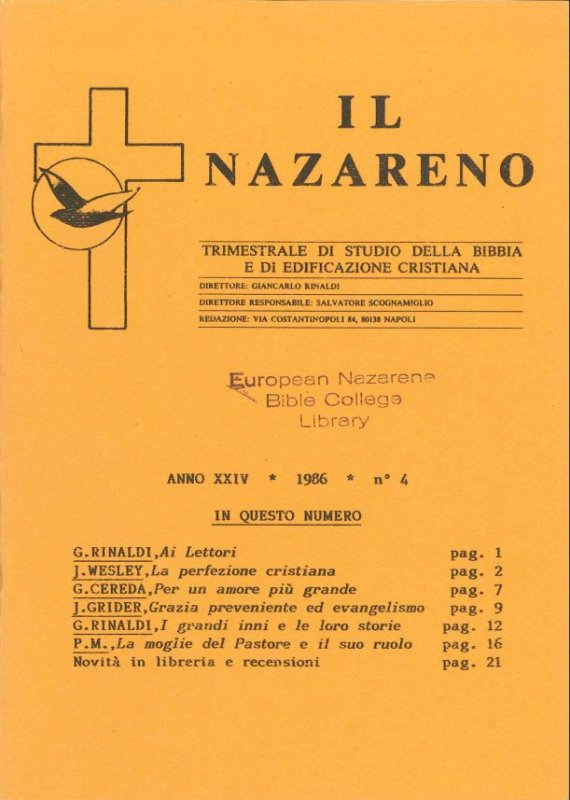 IL
NAZARENO
TRIMESTRALE DI STUDIO DELLA BIBBIA
E DI EDIFICAZIONE CRISTIANA
DIRETTORE: GIANCARLO RINALDI
DIRETTORE RESPONSABILE: SALVATORE SCOGNAMIGLIO
REDAZIONE: VIA COSTANTINOPOLI 84, 80138 NAPOLI
European Nazarene
Bible College
Library
ANNO XXIV * 1986 * n° 4
IN QUESTO NUMERO
G.RINALDI,Ai Lettori pag. 1
J.WESLEY,La perfezione cristiana pag. 2
G.CEREDA,Per un amore più grande pag. 7
J.GRIDER,Grazia preveniente ed evangelismo pag. 9
G.RINALDI,I grandi inni e le loro storie pag. 12
P.M.,La moglie del Pastore e il suo ruolo pag. 16
Novità in libreria e recensioni pag. 21